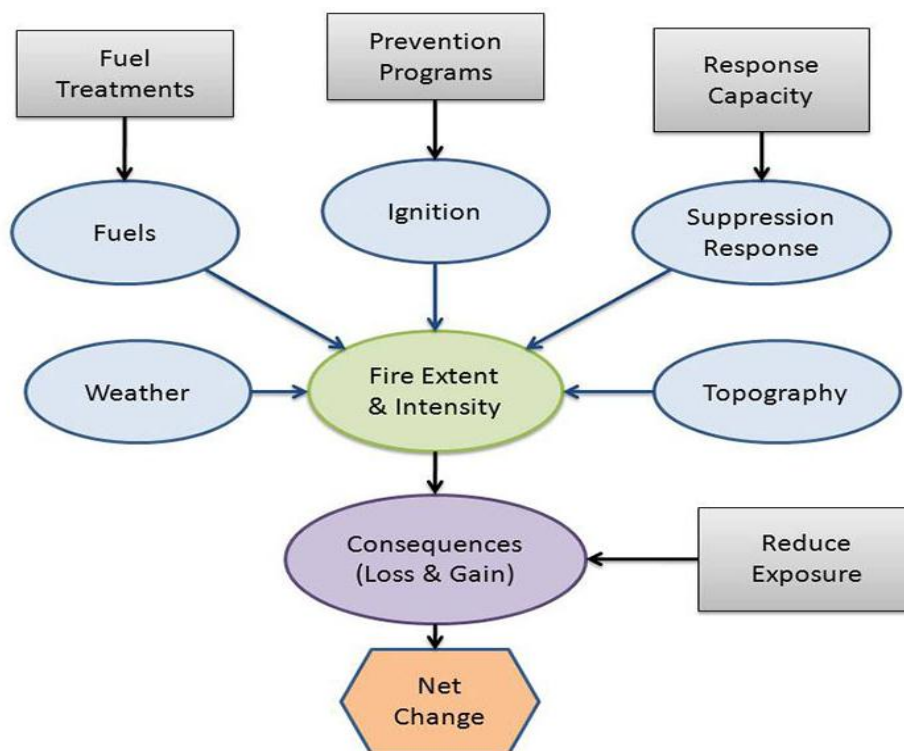 Fuel
Treatments
Prevention
Programs
Response
Capacity
Fuels
Ignition
Suppression
Response
Weather
Fire Extent
& Intensity
Topography
Consequences
(Loss & Gain)
Reduce
Exposure
Net
Change